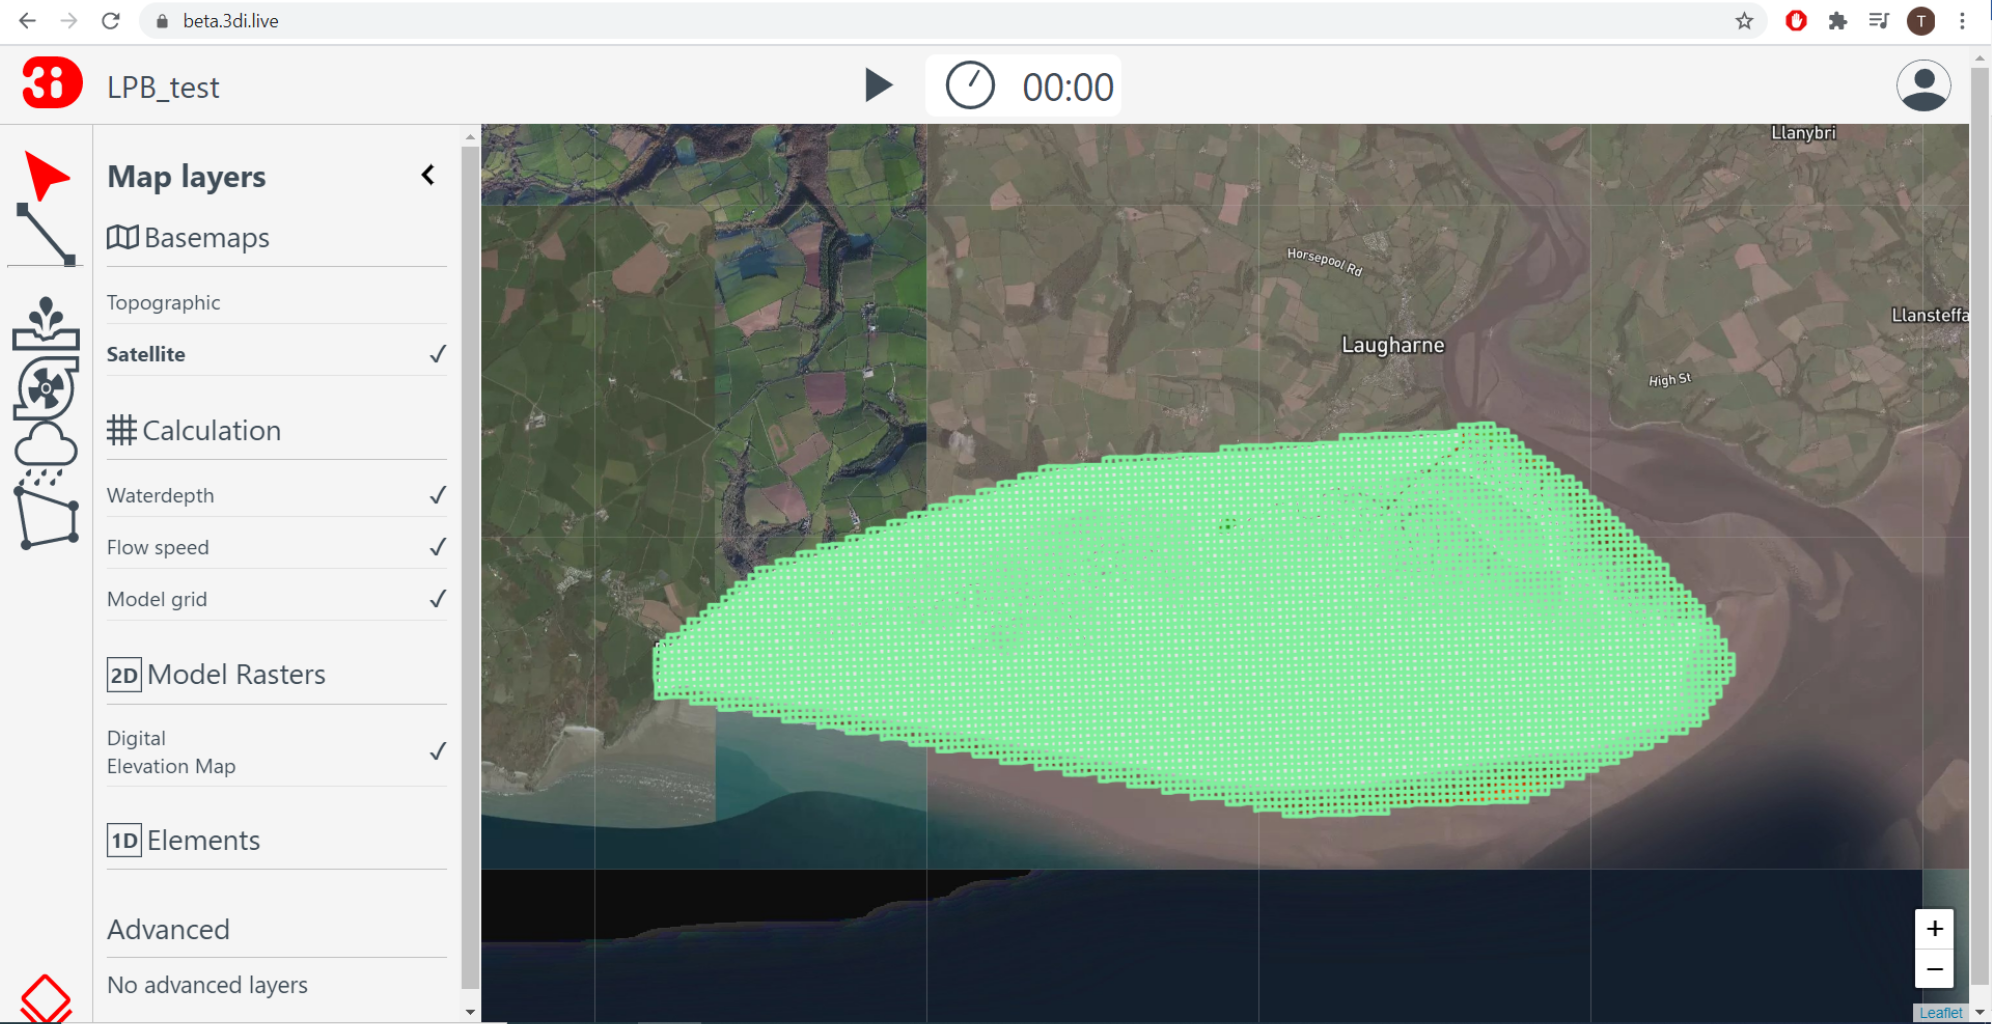 beta.3di.live
T
3i
LPB_test
00:00
Map layers
Basemaps
Topographic
Satellite
Calculation
Waterdepth
Flow speed
Model grid
2D Model Rasters
Digital
Elevation Map
1D Elements
Advanced
No advanced layers
Llanybri
Horsepool Rd
Llansteffa
Laugharne
High St
+
−
Leaflet